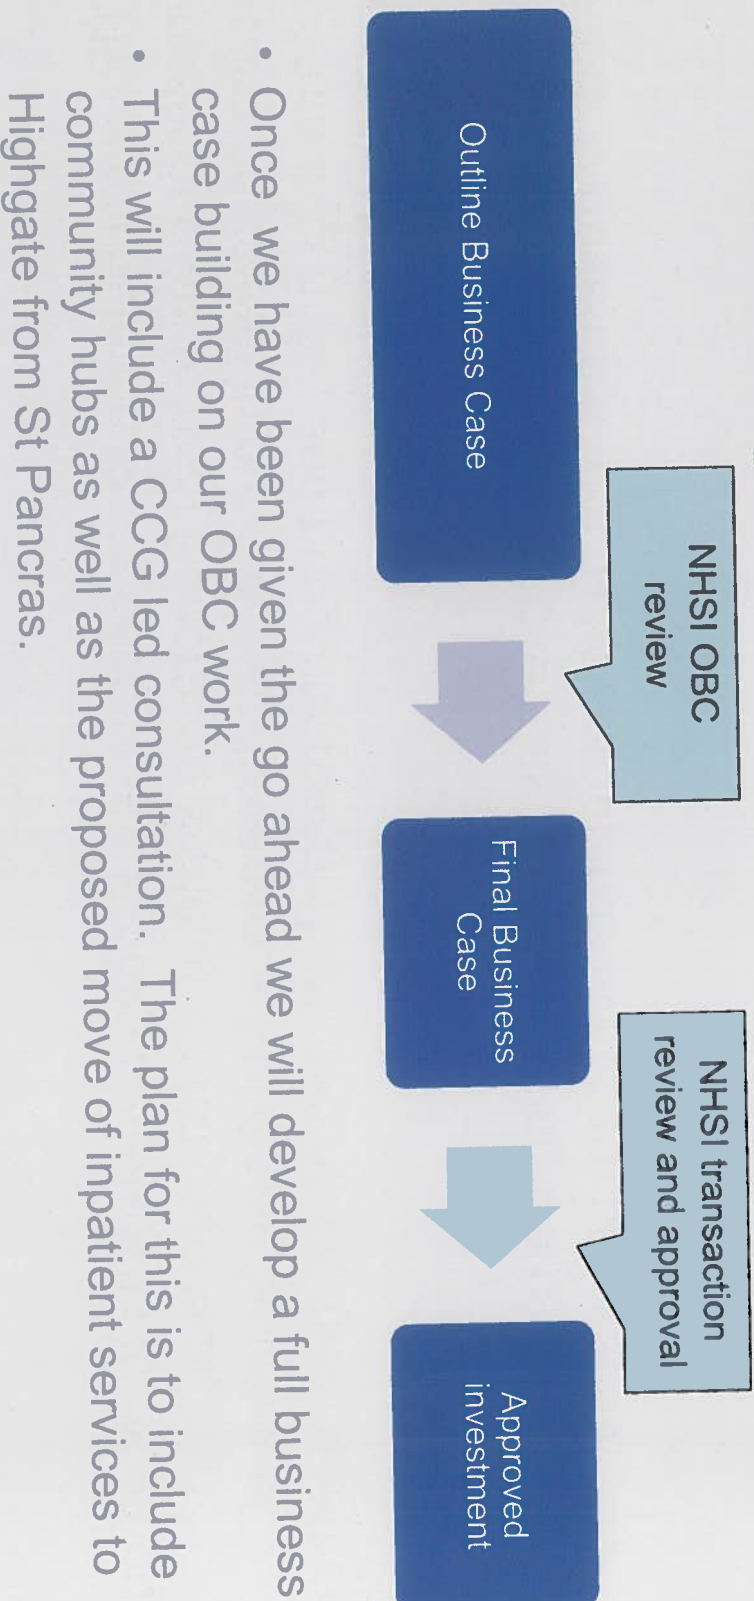 NHSI OBC
review
NHSI transaction
review and approval
Outline Business Case
Final Business
Case
Approved
investment
• Once we have been given the go ahead we will develop a full business
case building on our OBC work.
• This will include a CCG led consultation. The plan for this is to include
community hubs as well as the proposed move of inpatient services to
Highgate from St Pancras.